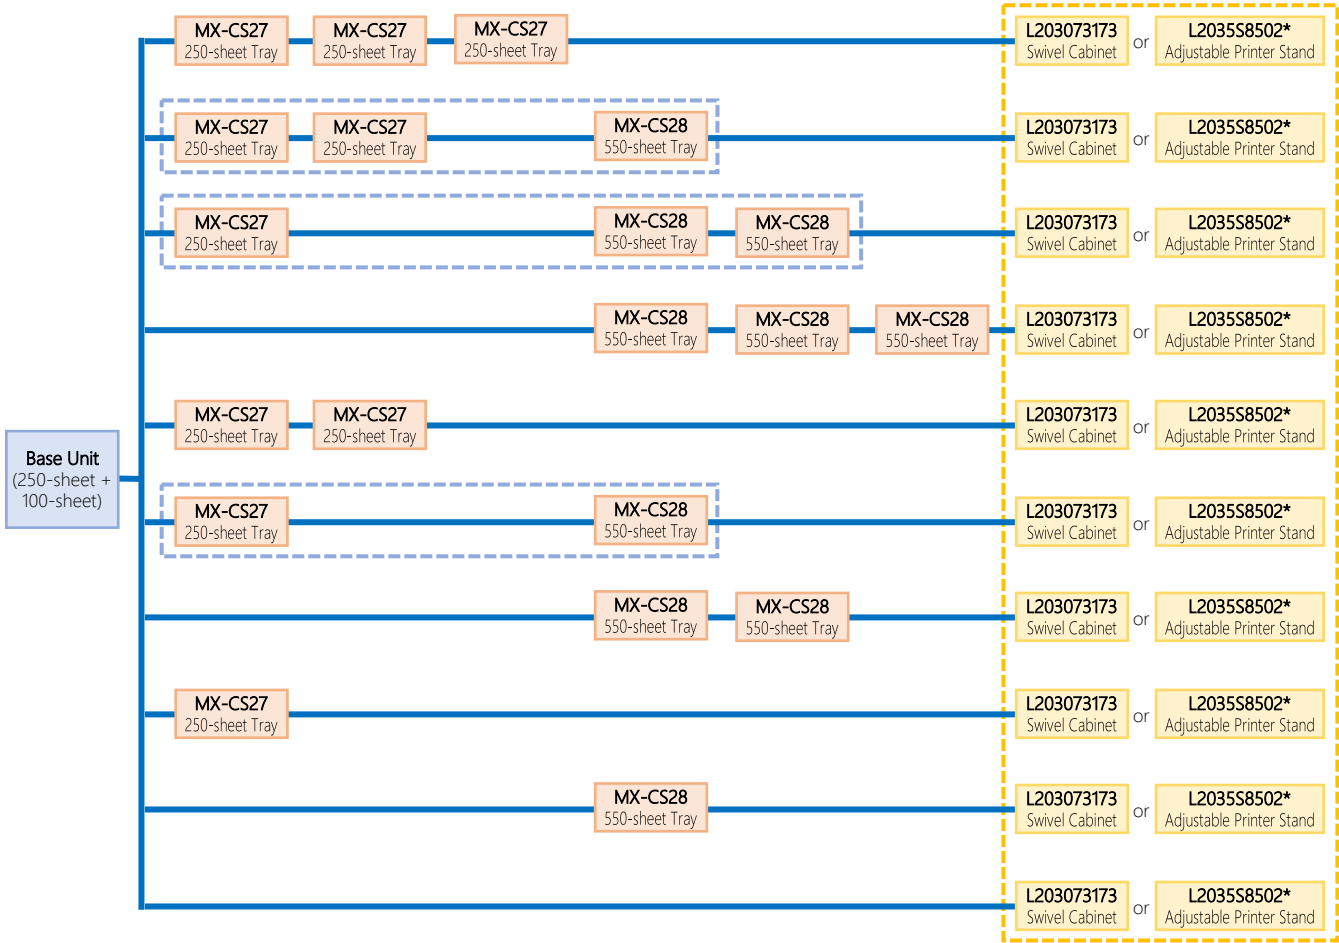 MX-CS27
250-sheet Tray
MX-CS27
250-sheet Tray
MX-CS27
250-sheet Tray
L203073173
Swivel Cabinet
or
L2035S8502*
Adjustable Printer Stand
MX-CS27
250-sheet Tray
MX-CS27
250-sheet Tray
MX-CS28
550-sheet Tray
L203073173
Swivel Cabinet
or
L2035S8502*
Adjustable Printer Stand
MX-CS27
250-sheet Tray
MX-CS28
550-sheet Tray
MX-CS28
550-sheet Tray
L203073173
Swivel Cabinet
or
L2035S8502*
Adjustable Printer Stand
MX-CS28
550-sheet Tray
MX-CS28
550-sheet Tray
MX-CS28
550-sheet Tray
L203073173
Swivel Cabinet
or
L2035S8502*
Adjustable Printer Stand
MX-CS27
250-sheet Tray
MX-CS27
250-sheet Tray
L203073173
Swivel Cabinet
or
L2035S8502*
Adjustable Printer Stand
Base Unit
(250-sheet +
100-sheet)
MX-CS27
250-sheet Tray
MX-CS28
550-sheet Tray
L203073173
Swivel Cabinet
or
L2035S8502*
Adjustable Printer Stand
MX-CS28
550-sheet Tray
MX-CS28
550-sheet Tray
L203073173
Swivel Cabinet
or
L2035S8502*
Adjustable Printer Stand
MX-CS27
250-sheet Tray
L203073173
Swivel Cabinet
or
L2035S8502*
Adjustable Printer Stand
MX-CS28
550-sheet Tray
L203073173
Swivel Cabinet
or
L2035S8502*
Adjustable Printer Stand
L203073173
Swivel Cabinet
or
L2035S8502*
Adjustable Printer Stand